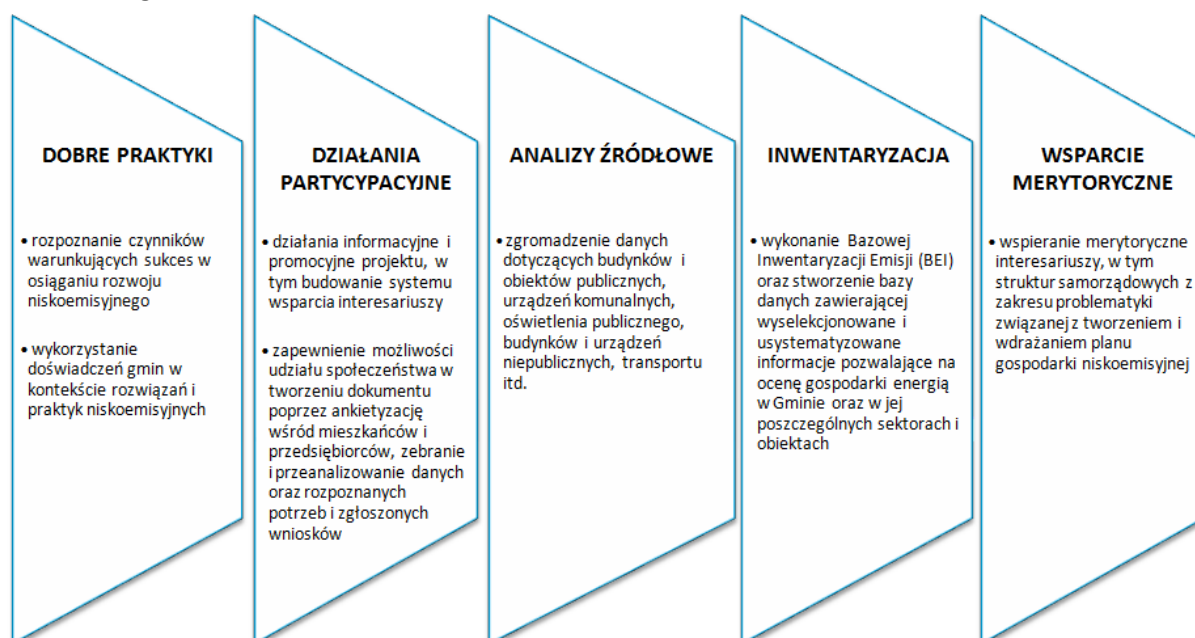 DOBRE PRAKTYKI
• rozpoznanie czynników
warunkujących sukces w
osiąganiu rozwoju
niskoemisyjnego
• wykorzystanie
doświadczeń gmin w
kontekście rozwiązań i
praktyk niskoemisyjnych
DZIAŁANIA
PARTYCYPACYJNE
• działania informacyjne i
promocyjne projektu, w
tym budowanie systemu
wsparcia interesariuszy
• zapewnienie możliwości
udziału społeczeństwa w
tworzeniu dokumentu
poprzez ankietyzację
wśród mieszkańców i
przedsiębiorców, zebranie
i przeanalizowanie danych
oraz rozpoznanych
potrzeb i zgłoszonych
wniosków
ANALIZY ŹRÓDŁOWE
• zgromadzenie danych
dotyczących budynków i
obiektów publicznych,
urządzeń komunalnych,
oświetlenia publicznego,
budynków i urządzeń
niepublicznych, transportu
itd.
INWENTARYZACJA
• wykonanie Bazowej
Inwentaryzacji Emisji (BEI)
oraz stworzenie bazy
danych zawierającej
wyselekcjonowane i
usystematyzowane
informacje pozwalające na
ocenę gospodarki energią
w Gminie oraz w jej
poszczególnych sektorach i
obiektach
WSPARCIE
MERYTORYCZNE
• wspieranie merytoryczne
interesariuszy, w tym
struktur samorządowych z
zakresu problematyki
związanej z tworzeniem i
wdrażaniem planu
gospodarki niskoemisyjnej